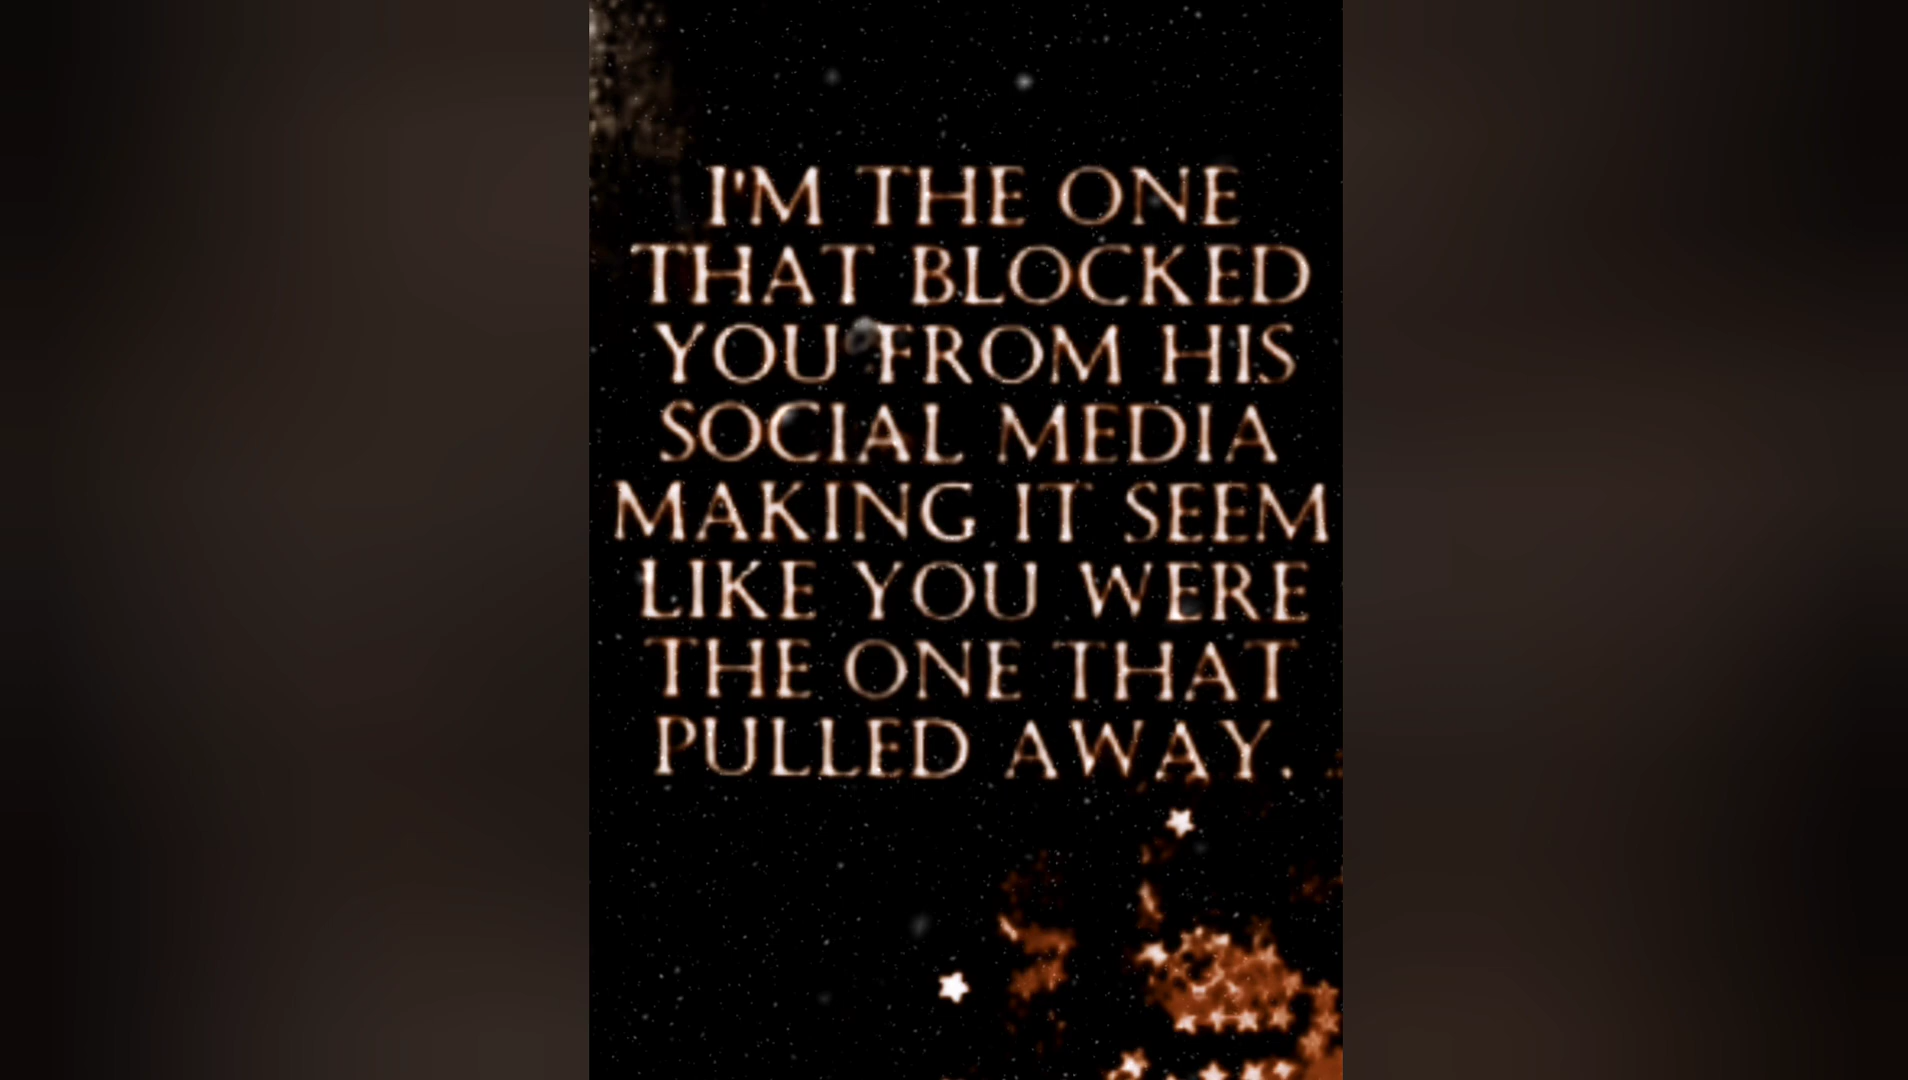 I'M THE ONE
THAT BLOCKED
YOU FROM HIS
SOCIAL MEDIA
MAKING IT SEEM
LIKE YOU WERE
THE ONE THAT
PULLED AWAY.